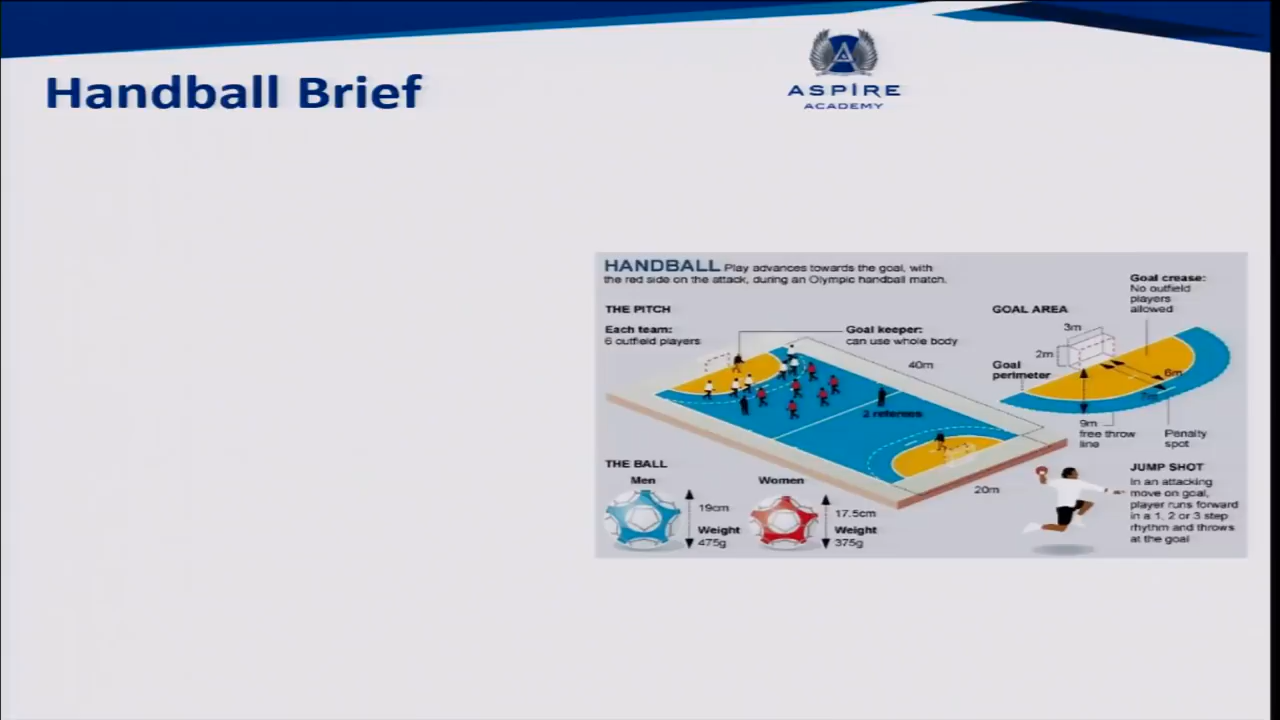 Handball Brief
ASPIRE
ACADEMY
HANDBALL Play advances towards the goal, with
the red side on the attack, during an Olympic handball match.
THE PITCH
Each team:
6 outfield players
Goal keeper:
can use whole body
40m
2 referees
20m
GOAL AREA
Goal crease:
No outfield
players
allowed
3m
2m
Goal
perimeter
6m
9m
free throw
line
Penalty
spot
THE BALL
Men
19cm
Weight
475g
Women
17.5cm
Weight
375g
JUMP SHOT
In an attacking
move on goal,
player runs forward
in a 1, 2 or 3 step
rhythm and throws
at the goal